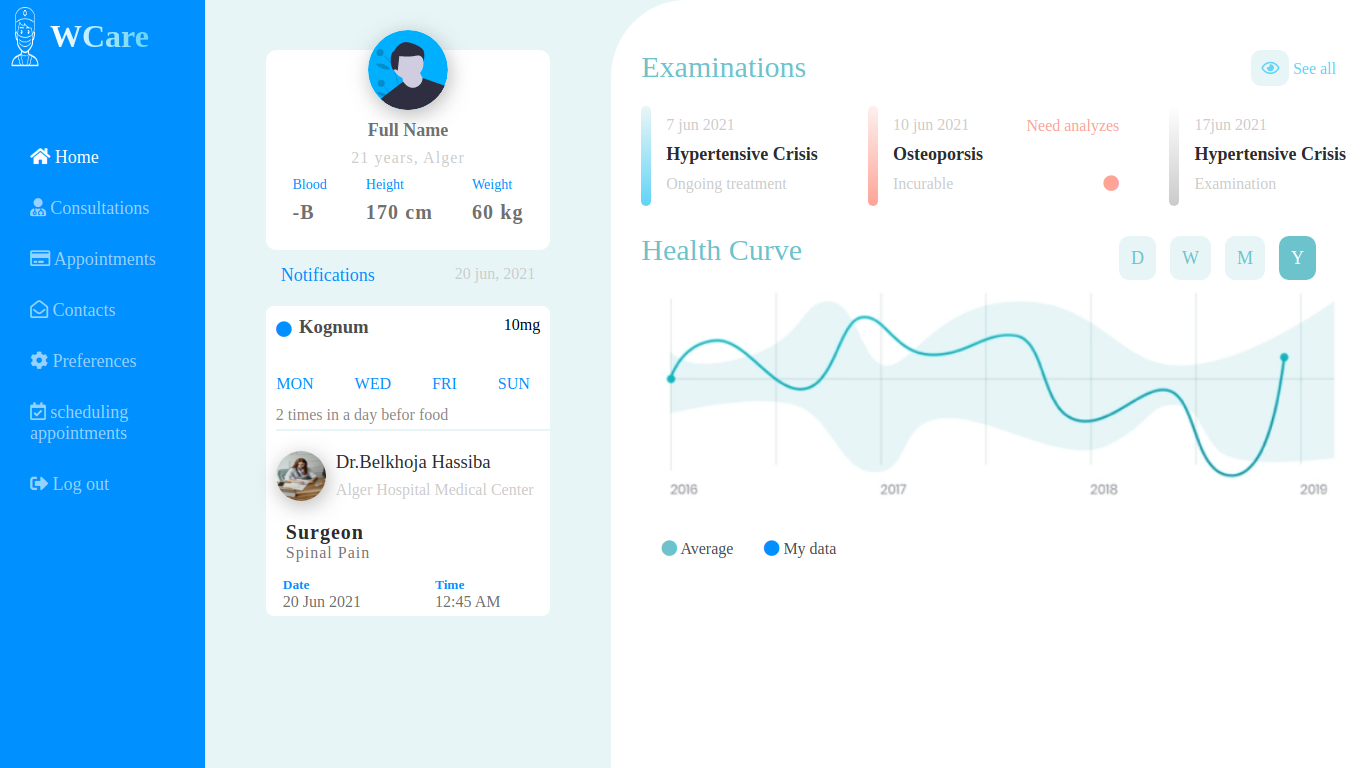 WCare
Home
Consultations
Appointments
Contacts
Preferences
scheduling
appointments
Log out
Full Name
21 years, Alger
Blood Height Weight
-B 170 cm 60 kg
Notifications 20 jun, 2021
Kognum 10mg
MON WED FRI SUN
2 times in a day befor food
Dr.Belkhoja Hassiba
Alger Hospital Medical Center
Surgeon
Spinal Pain
Date Time
20 Jun 2021 12:45 AM
Examinations See all
7 jun 2021
Hypertensive Crisis
Ongoing treatment
10 jun 2021 Need analyzes
Osteoporsis
Incurable
17jun 2021
Hypertensive Crisis
Examination
Health Curve D W M Y
2016 2017 2018 2019
Average My data